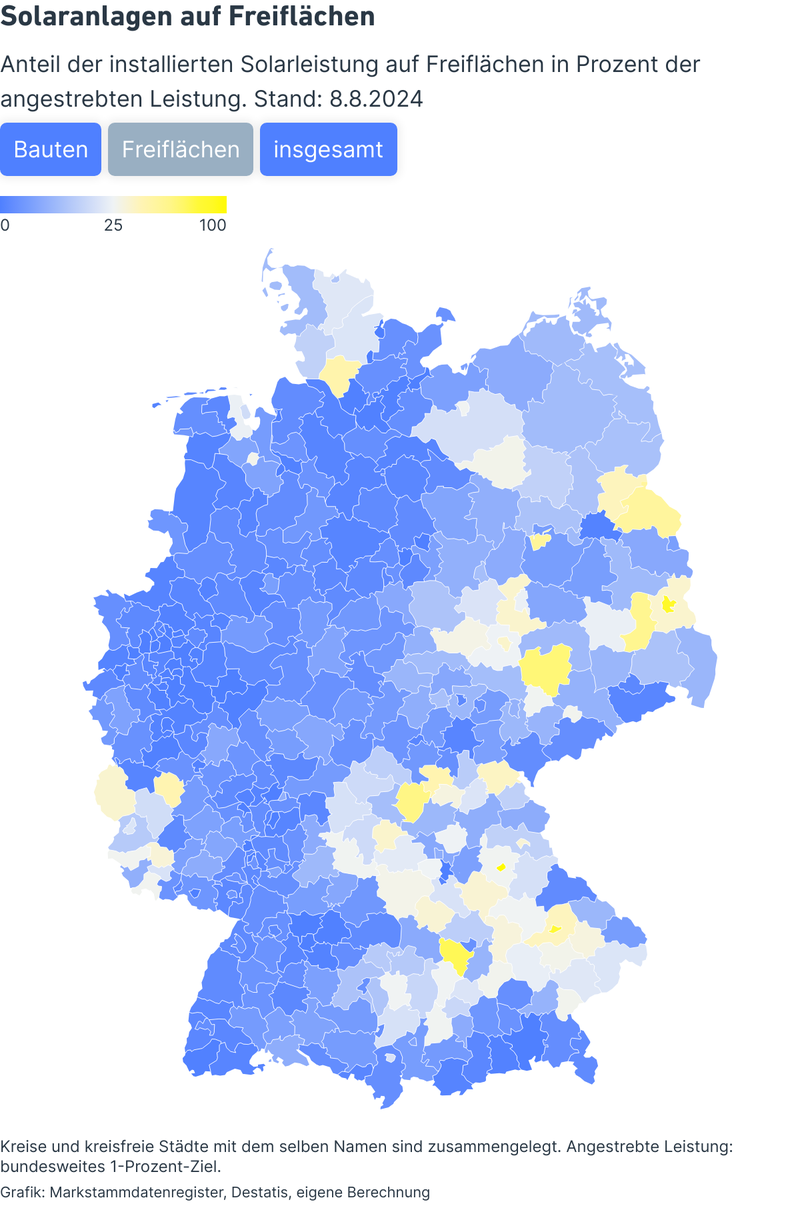 Solaranlagen auf Freiflächen
Anteil der installierten Solarleistung auf Freiflächen in Prozent der
angestrebten Leistung. Stand: 8.8.2024
Bauten Freiflächen insgesamt
0 25 100
Kreise und kreisfreie Städte mit dem selben Namen sind zusammengelegt. Angestrebte Leistung:
bundesweites 1-Prozent-Ziel.
Grafik: Markstammdatenregister, Destatis, eigene Berechnung